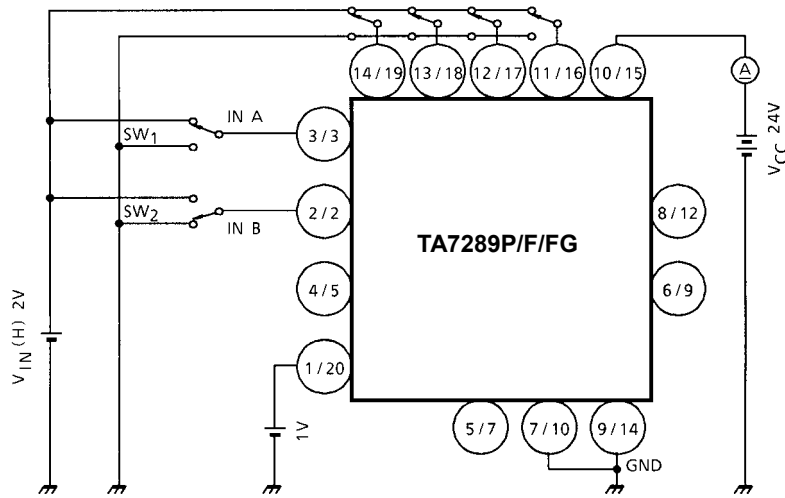 14 / 19
13 / 18
12 / 17
11 / 16
10 / 15
A
VCC 24V
IN A
3 / 3
SW1
SW2
IN B
2 / 2
8 / 12
TA7289P/F/FG
4 / 5
6 / 9
VIN (H) 2V
1 / 20
1V
5 / 7
7 / 10
9 / 14
GND